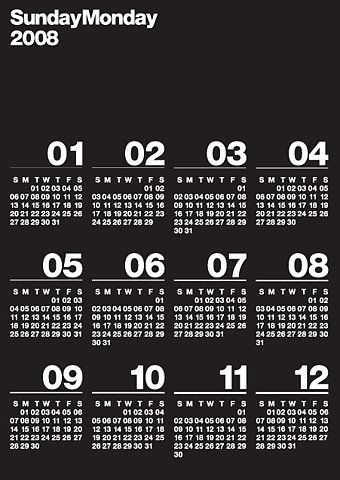 SundayMonday
2008
01
S M T W T F S
01 02 03 04 05
06 07 08 09 10 11 12
13 14 15 16 17 18 19
20 21 22 23 24 25 26
27 28 29 30 31
02
S M T W T F S
01 02
03 04 05 06 07 08 09
10 11 12 13 14 15 16
17 18 19 20 21 22 23
24 25 26 27 28 29
03
S M T W T F S
01
02 03 04 05 06 07 08
09 10 11 12 13 14 15
16 17 18 19 20 21 22
23 24 25 26 27 28 29
30 31
04
S M T W T F S
01 02 03 04 05
06 07 08 09 10 11 12
13 14 15 16 17 18 19
20 21 22 23 24 25 26
27 28 29 30
05
S M T W T F S
01 02 03
04 05 06 07 08 09 10
11 12 13 14 15 16 17
18 19 20 21 22 23 24
25 26 27 28 29 30 31
06
S M T W T F S
01 02 03 04 05 06 07
08 09 10 11 12 13 14
15 16 17 18 19 20 21
22 23 24 25 26 27 28
29 30
07
S M T W T F S
01 02 03 04 05
06 07 08 09 10 11 12
13 14 15 16 17 18 19
20 21 22 23 24 25 26
27 28 29 30 31
08
S M T W T F S
01 02
03 04 05 06 07 08 09
10 11 12 13 14 15 16
17 18 19 20 21 22 23
24 25 26 27 28 29 30
31
09
S M T W T F S
01 02 03 04 05 06
07 08 09 10 11 12 13
14 15 16 17 18 19 20
21 22 23 24 25 26 27
28 29 30
10
S M T W T F S
01 02 03 04
05 06 07 08 09 10 11
12 13 14 15 16 17 18
19 20 21 22 23 24 25
26 27 28 29 30 31
11
S M T W T F S
01
02 03 04 05 06 07 08
09 10 11 12 13 14 15
16 17 18 19 20 21 22
23 24 25 26 27 28 29
30
12
S M T W T F S
01 02 03 04 05 06
07 08 09 10 11 12 13
14 15 16 17 18 19 20
21 22 23 24 25 26 27
28 29 30 31